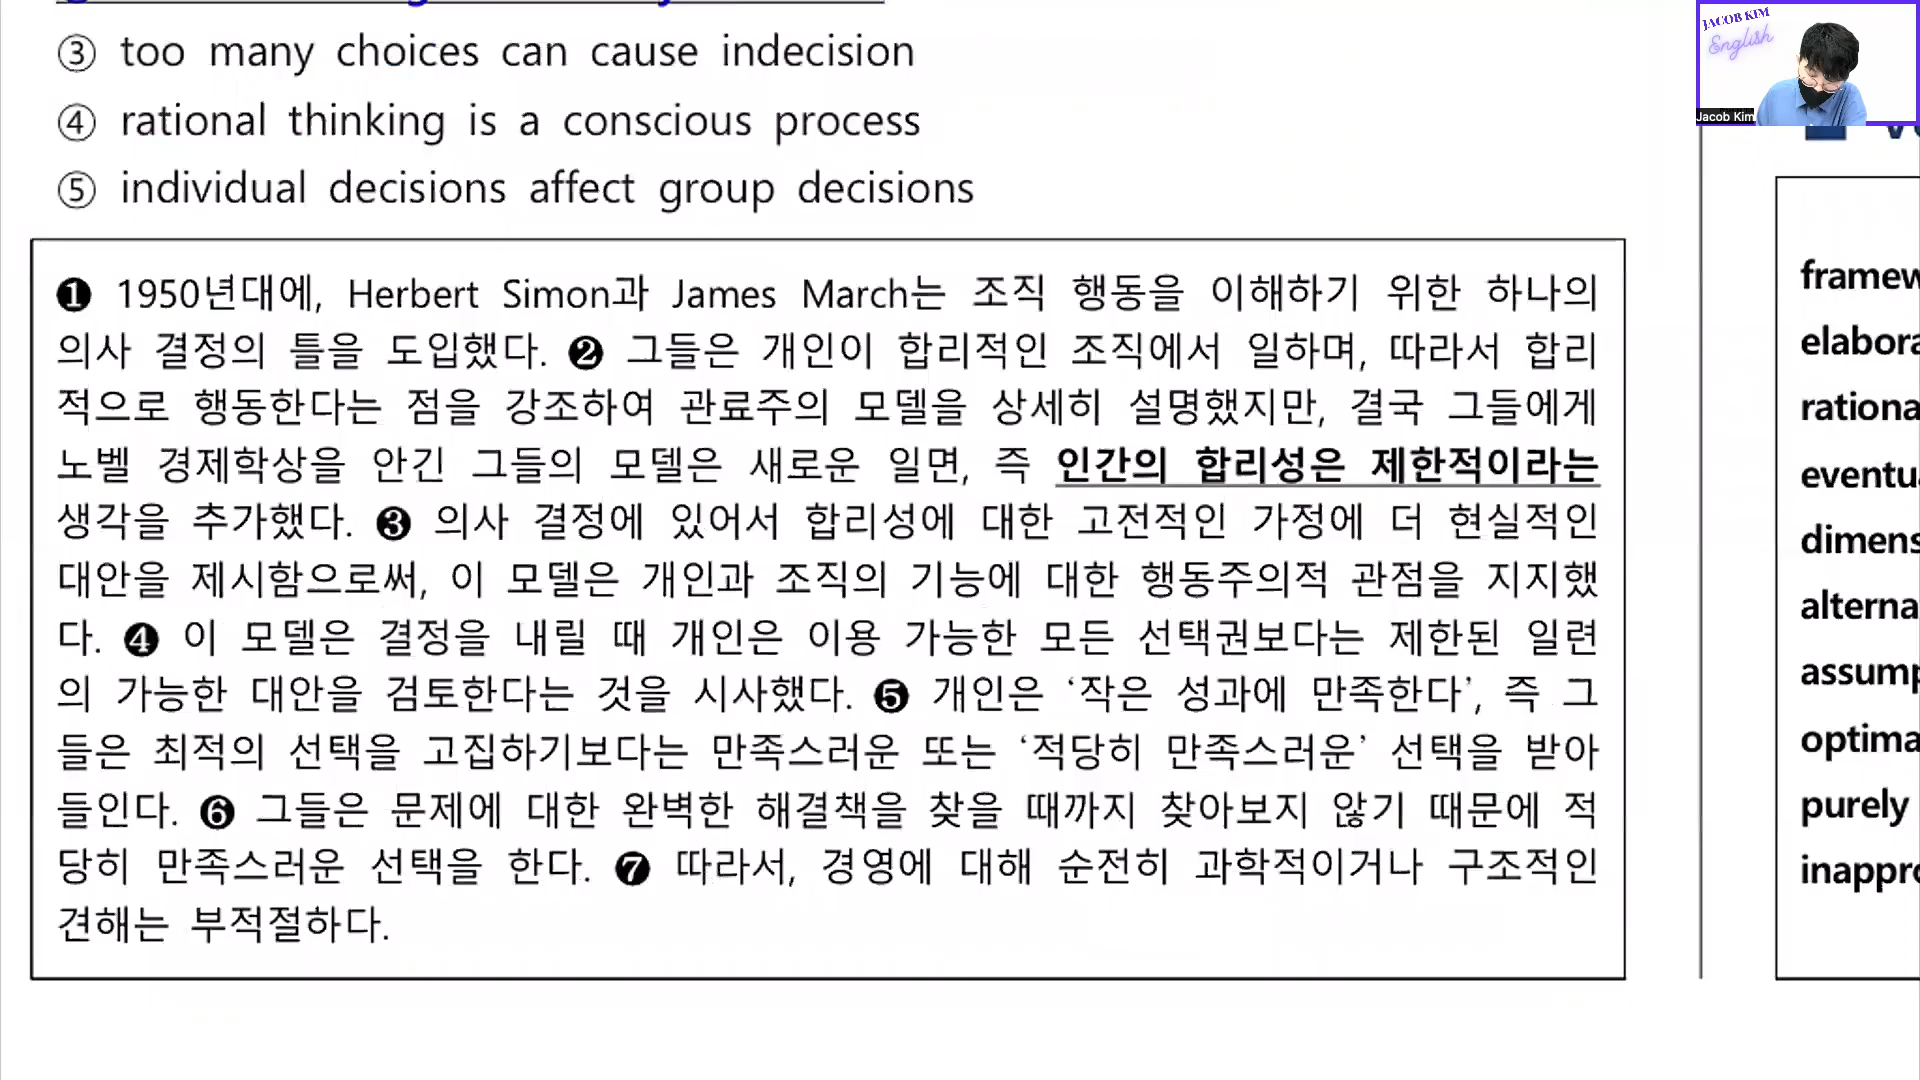 ③ too many choices can cause indecision
④ rational thinking is a conscious process
⑤ individual decisions affect group decisions
❶ 1950년대에, Herbert Simon과 James March는 조직 행동을 이해하기 위한 하나의
의사 결정의 틀을 도입했다. ❷ 그들은 개인이 합리적인 조직에서 일하며, 따라서 합리
적으로 행동한다는 점을 강조하여 관료주의 모델을 상세히 설명했지만, 결국 그들에게
노벨 경제학상을 안긴 그들의 모델은 새로운 일면, 즉 인간의 합리성은 제한적이라는
생각을 추가했다. ❸ 의사 결정에 있어서 합리성에 대한 고전적인 가정에 더 현실적인
대안을 제시함으로써, 이 모델은 개인과 조직의 기능에 대한 행동주의적 관점을 지지했
다. ❹ 이 모델은 결정을 내릴 때 개인은 이용 가능한 모든 선택권보다는 제한된 일련
의 가능한 대안을 검토한다는 것을 시사했다. ❺ 개인은 ‘작은 성과에 만족한다’, 즉 그
들은 최적의 선택을 고집하기보다는 만족스러운 또는 ‘적당히 만족스러운’ 선택을 받아
들인다. ❻ 그들은 문제에 대한 완벽한 해결책을 찾을 때까지 찾아보지 않기 때문에 적
당히 만족스러운 선택을 한다. ❼ 따라서, 경영에 대해 순전히 과학적이거나 구조적인
견해는 부적절하다.
JACOB KIM
English
Jacob Kim
framew
elabora
rationa
eventu
dimens
alterna
assump
optima
purely
inappro